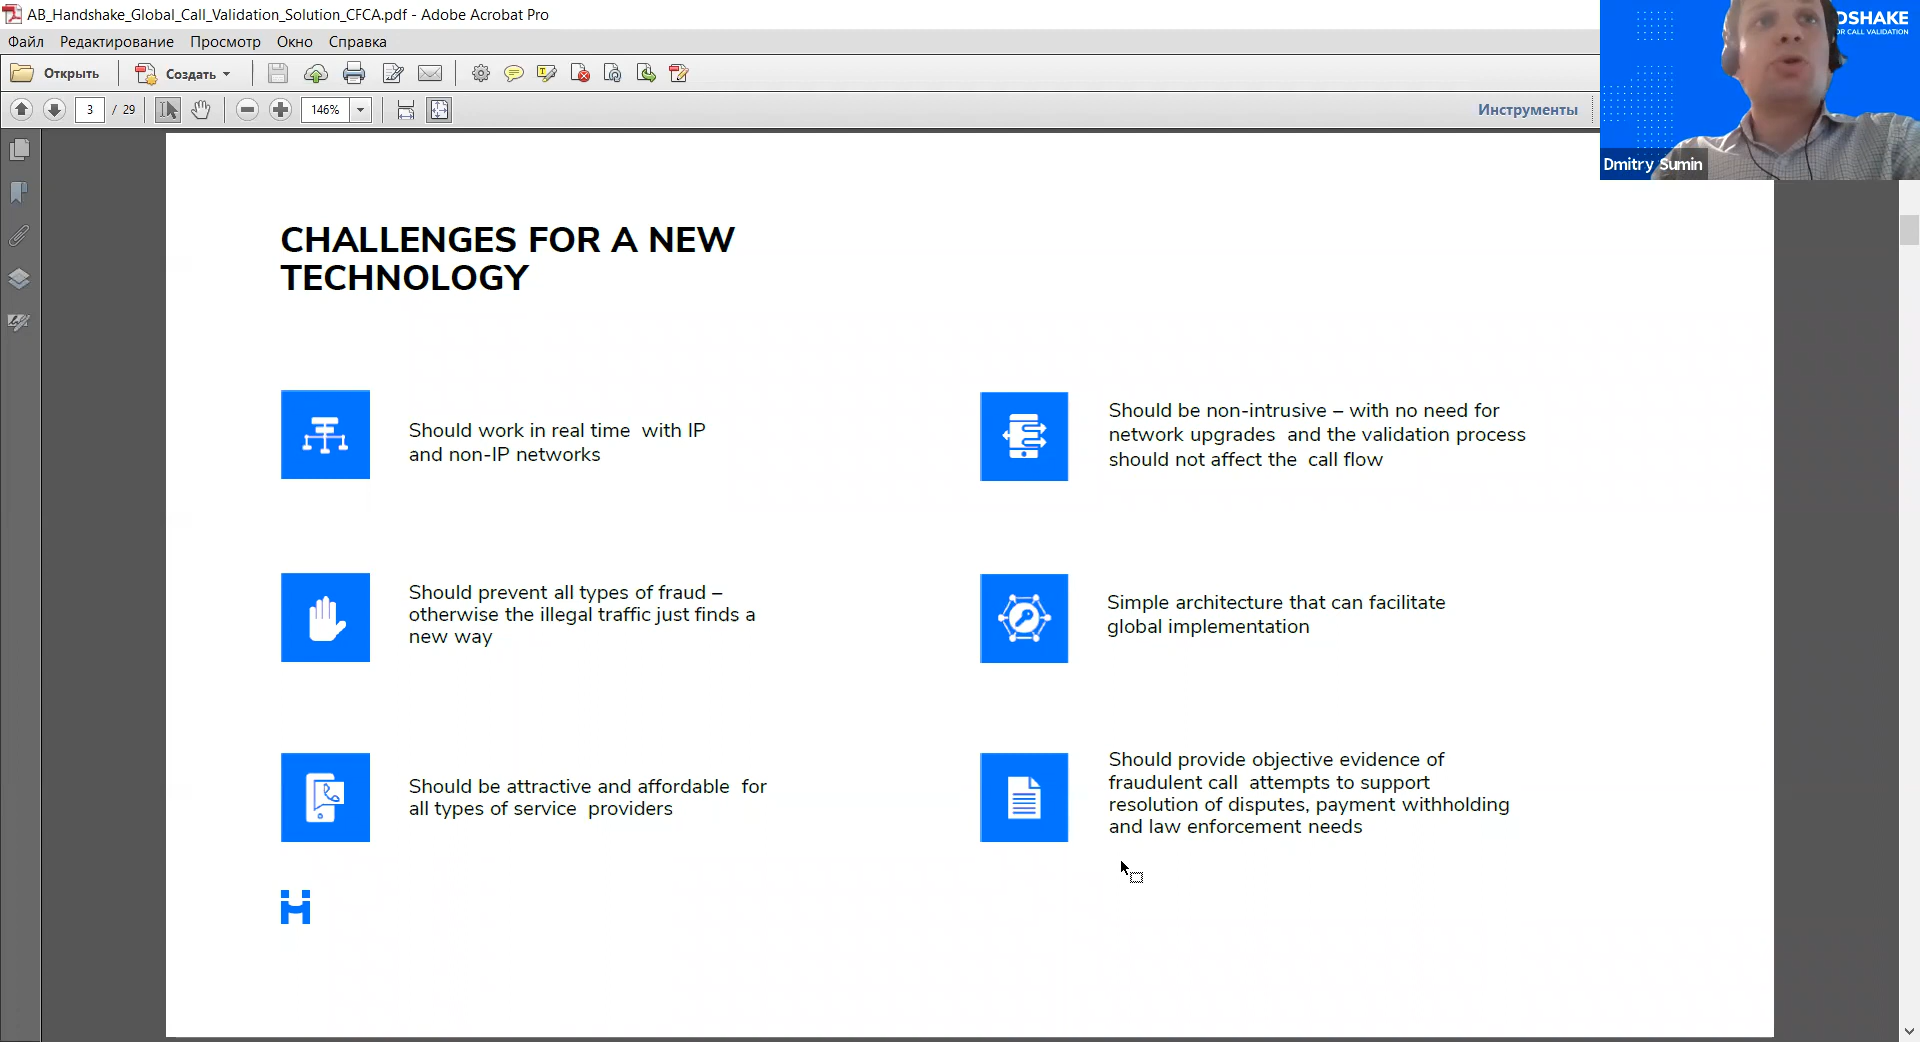 AB_Handshake_Global_Call_Validation_Solution_CFCA.pdf - Adobe Acrobat Pro
Файл Редактирование Просмотр Окно Справка
Открыть Создать
3 / 29 146% Инструменты
DSHAKE
OR CALL VALIDATION
Dmitry Sumin
CHALLENGES FOR A NEW
TECHNOLOGY
Should work in real time with IP
and non-IP networks
Should be non-intrusive – with no need for
network upgrades and the validation process
should not affect the call flow
Should prevent all types of fraud –
otherwise the illegal traffic just finds a
new way
Simple architecture that can facilitate
global implementation
Should be attractive and affordable for
all types of service providers
Should provide objective evidence of
fraudulent call attempts to support
resolution of disputes, payment withholding
and law enforcement needs